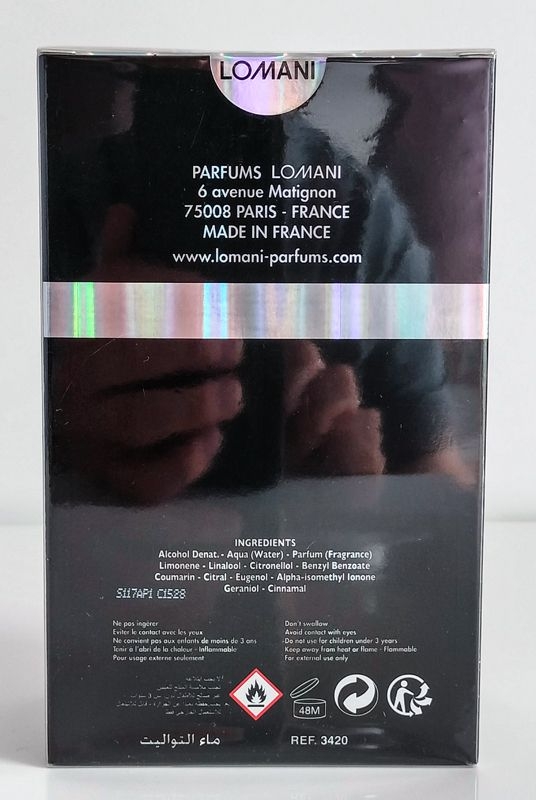 LOMANI
PARFUMS LOMANI
6 avenue Matignon
75008 PARIS - FRANCE
MADE IN FRANCE
www.lomani-parfums.com
INGREDIENTS
Alcohol Denat. - Aqua (Water) - Parfum (Fragrance)
Limonene - Linalool - Citronellol - Benzyl Benzoate
Coumarin - Citral - Eugenol - Alpha-isomethyl Ionone
Geraniol - Cinnamal
S117AP1 C1528
Ne pas ingérer
Eviter le contact avec les yeux
Ne convient pas aux enfants de moins de 3 ans
Tenir à l'abri de la chaleur - Inflammable
Pour usage externe seulement
Don't swallow
Avoid contact with eyes
Do not use for children under 3 years
Keep away from heat or flame - Flammable
For external use only
48M
ماء التواليت
REF. 3420